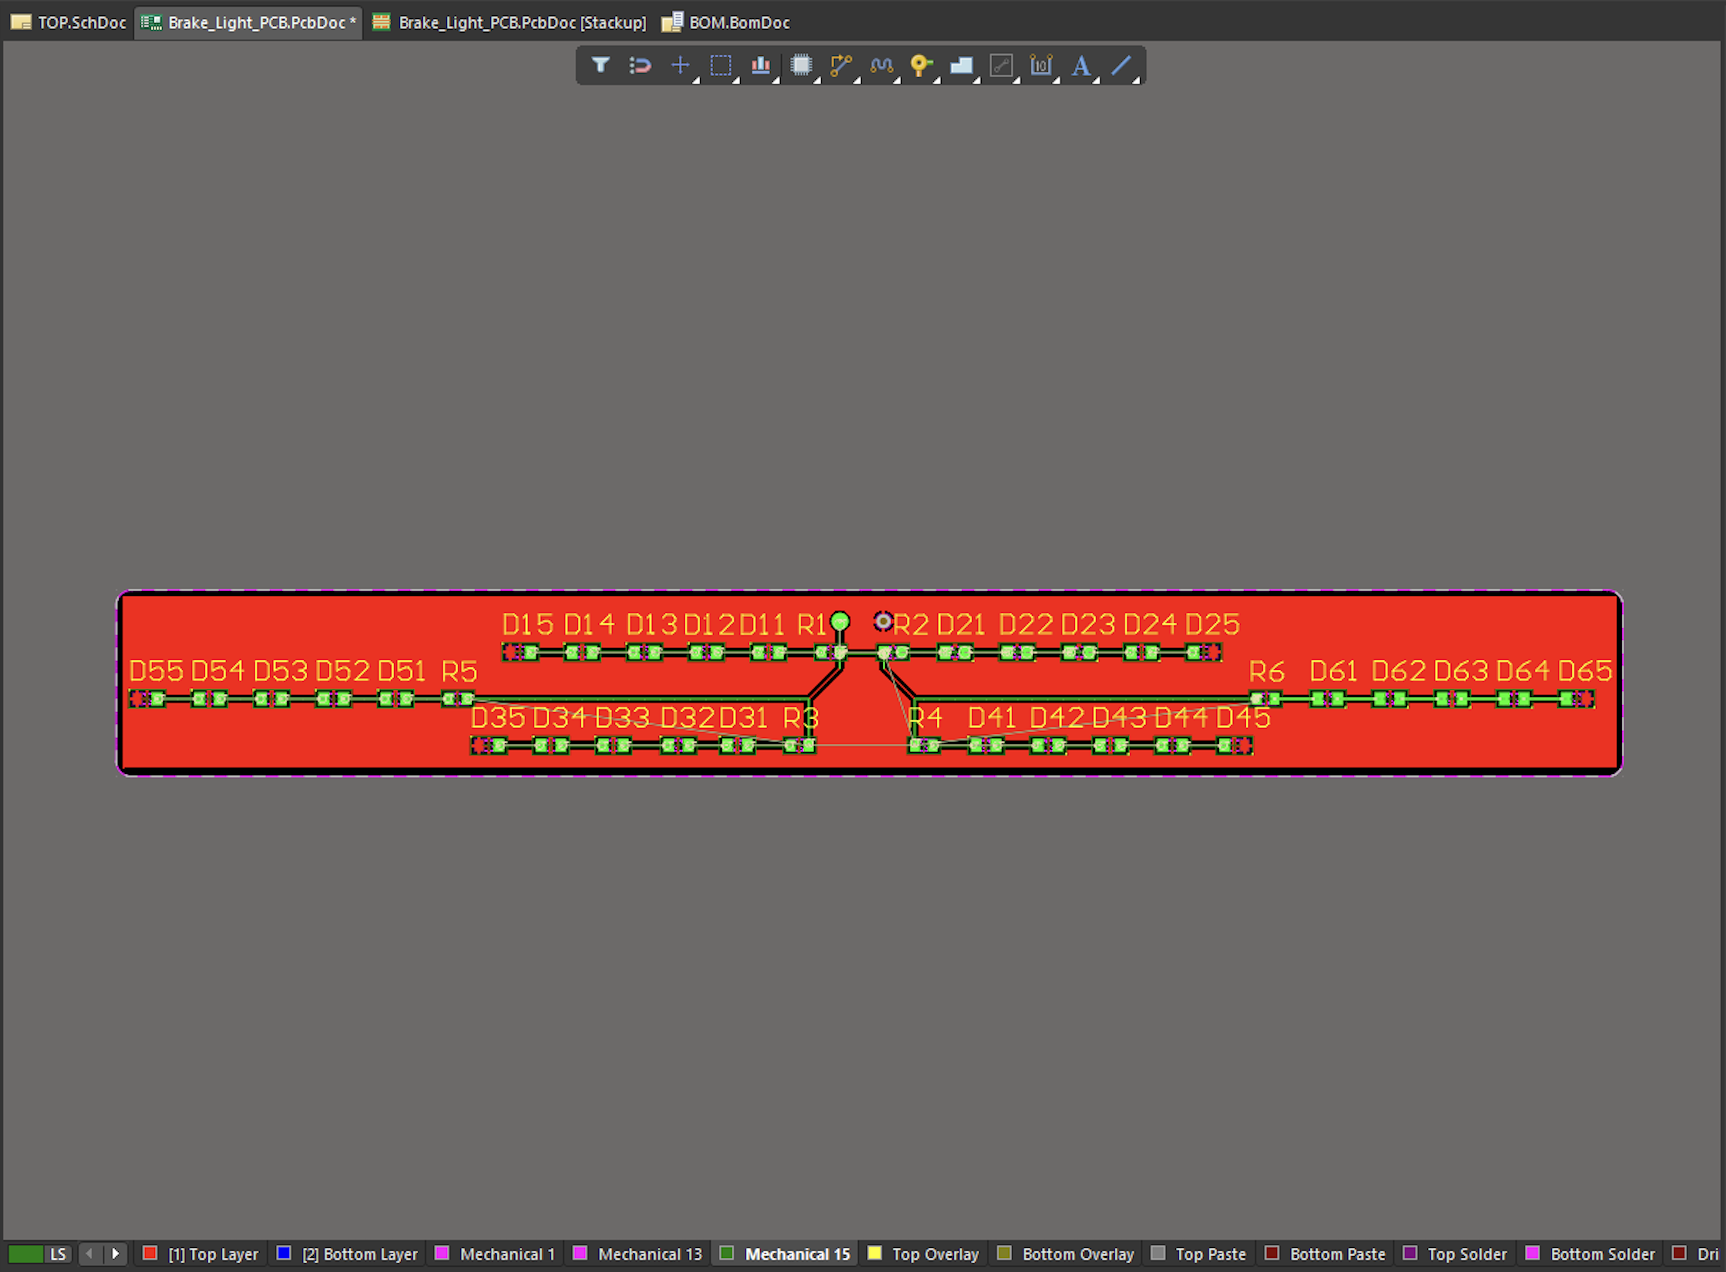 TOP.SchDoc Brake_Light_PCB.PcbDoc * Brake_Light_PCB.PcbDoc [Stackup] BOM.BomDoc
10 A
D15 D14 D13 D12 D11 R1 R2 D21 D22 D23 D24 D25
D55 D54 D53 D52 D51 R5 R6 D61 D62 D63 D64 D65
D35 D34 D33 D32 D31 R3 R4 D41 D42 D43 D44 D45
LS [1] Top Layer [2] Bottom Layer Mechanical 1 Mechanical 13 Mechanical 15 Top Overlay Bottom Overlay Top Paste Bottom Paste Top Solder Bottom Solder Dri